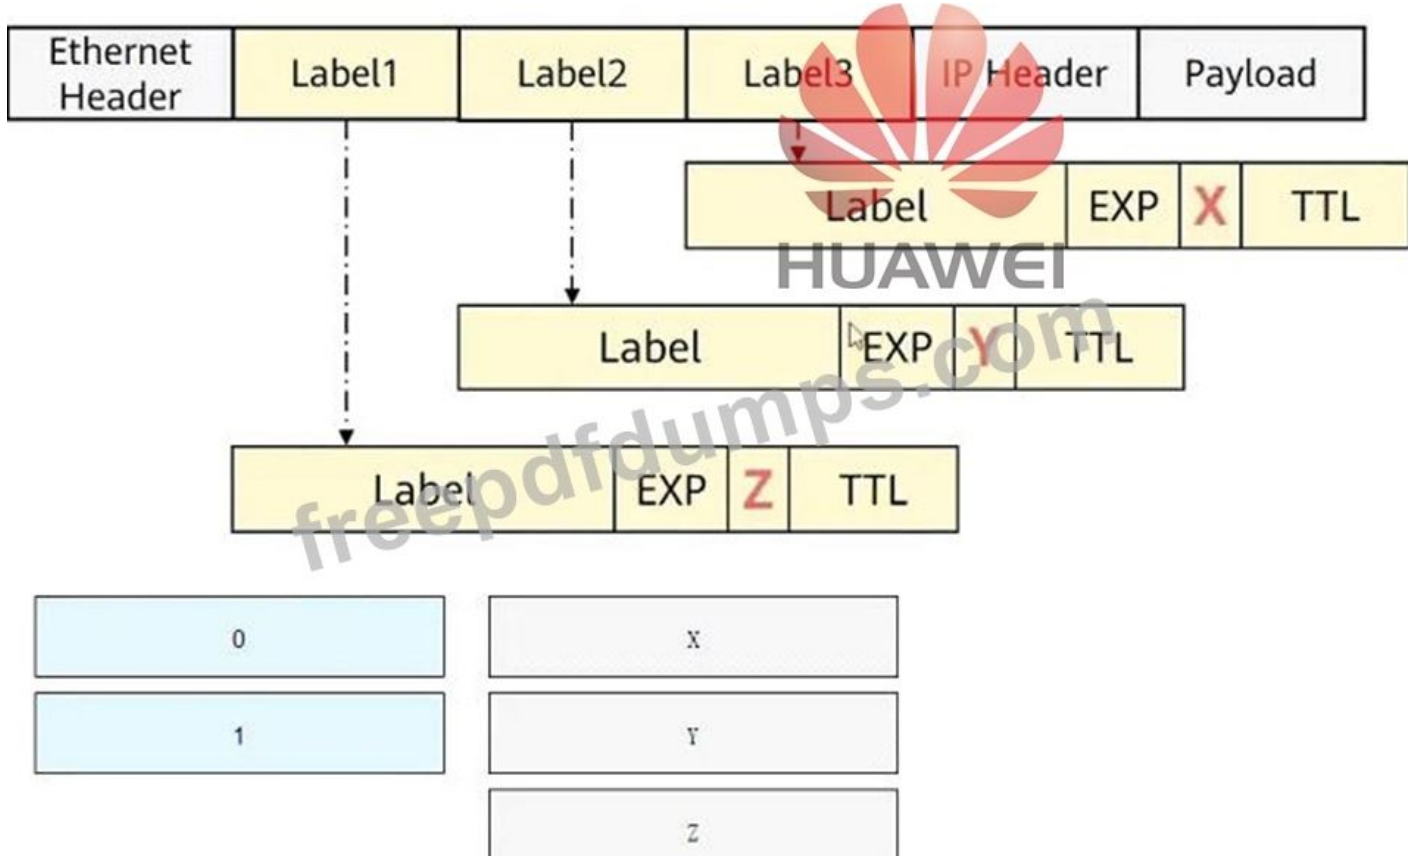 Ethernet Header Label1 Label2 Label3 IP Header Payload
Label EXP X TTL
HUAWEI
Label EXP Y TTL
freepdfdumps.com
Label EXP Z TTL
0 X
1 Y
Z